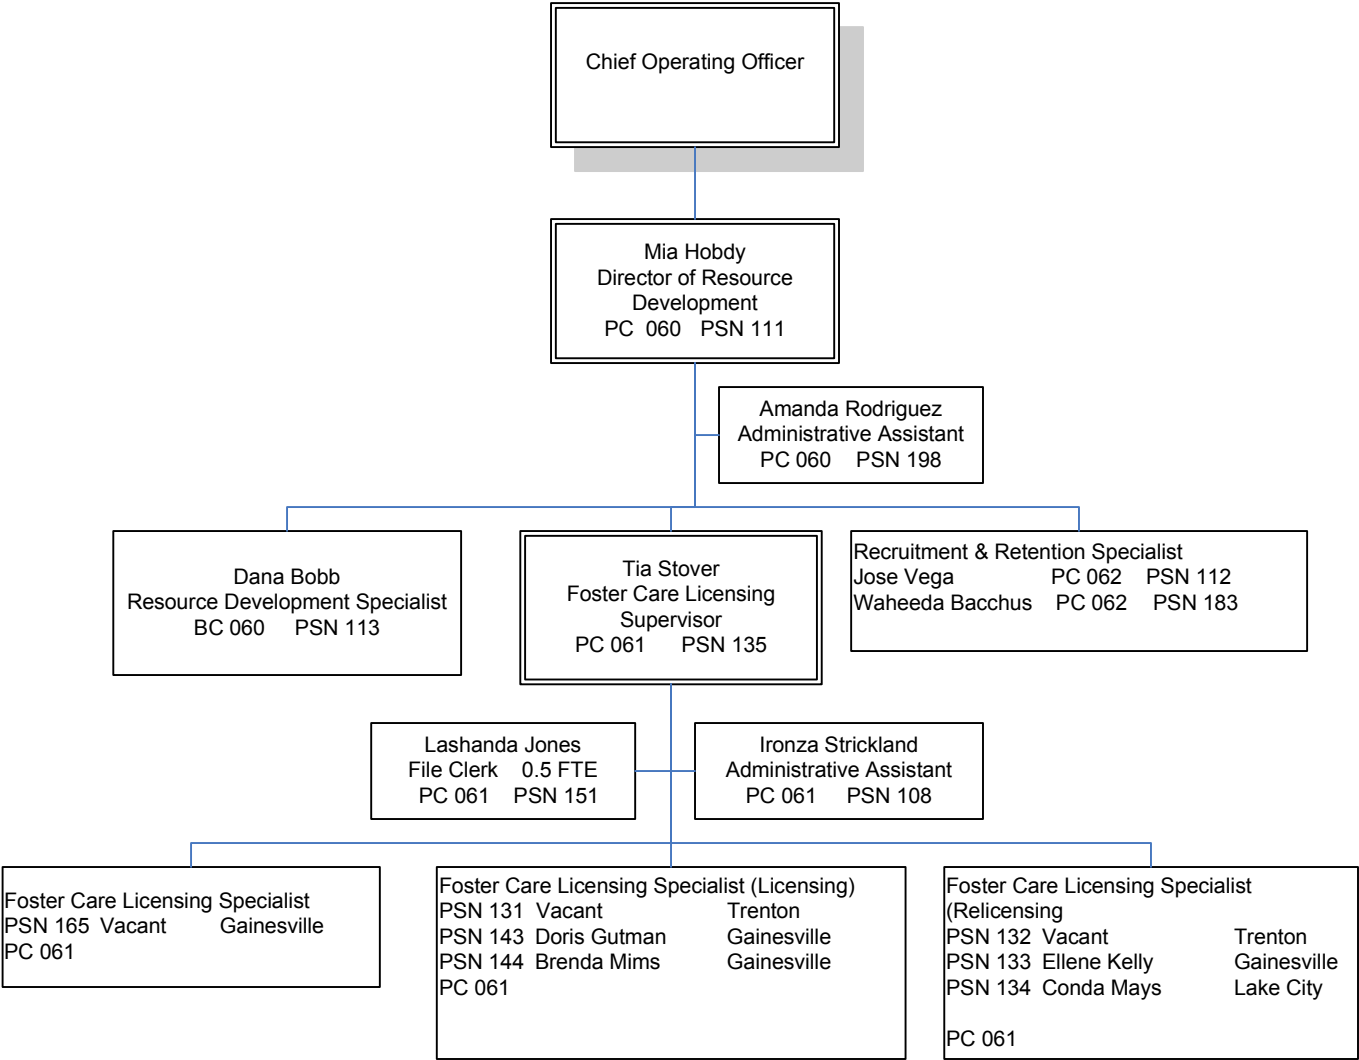 Chief Operating Officer
Mia Hobdy
Director of Resource
Development
PC 060 PSN 111
Amanda Rodriguez
Administrative Assistant
PC 060 PSN 198
Dana Bobb
Resource Development Specialist
BC 060 PSN 113
Tia Stover
Foster Care Licensing
Supervisor
PC 061 PSN 135
Recruitment & Retention Specialist
Jose Vega PC 062 PSN 112
Waheeda Bacchus PC 062 PSN 183
Lashanda Jones
File Clerk 0.5 FTE
PC 061 PSN 151
Ironza Strickland
Administrative Assistant
PC 061 PSN 108
Foster Care Licensing Specialist
PSN 165 Vacant Gainesville
PC 061
Foster Care Licensing Specialist (Licensing)
PSN 131 Vacant Trenton
PSN 143 Doris Gutman Gainesville
PSN 144 Brenda Mims Gainesville
PC 061
Foster Care Licensing Specialist
(Relicensing
PSN 132 Vacant Trenton
PSN 133 Ellene Kelly Gainesville
PSN 134 Conda Mays Lake City
PC 061